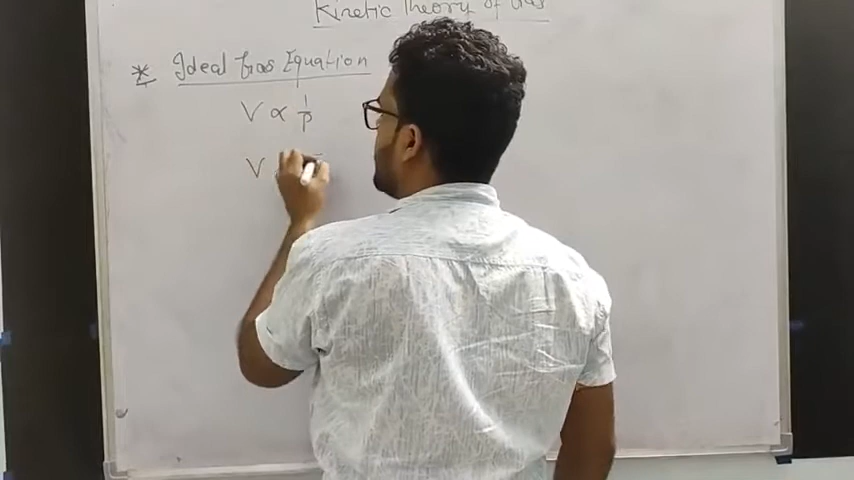 Kinetic Theory of Gas
* Ideal Gas Equation
V ∝ 1/P
V